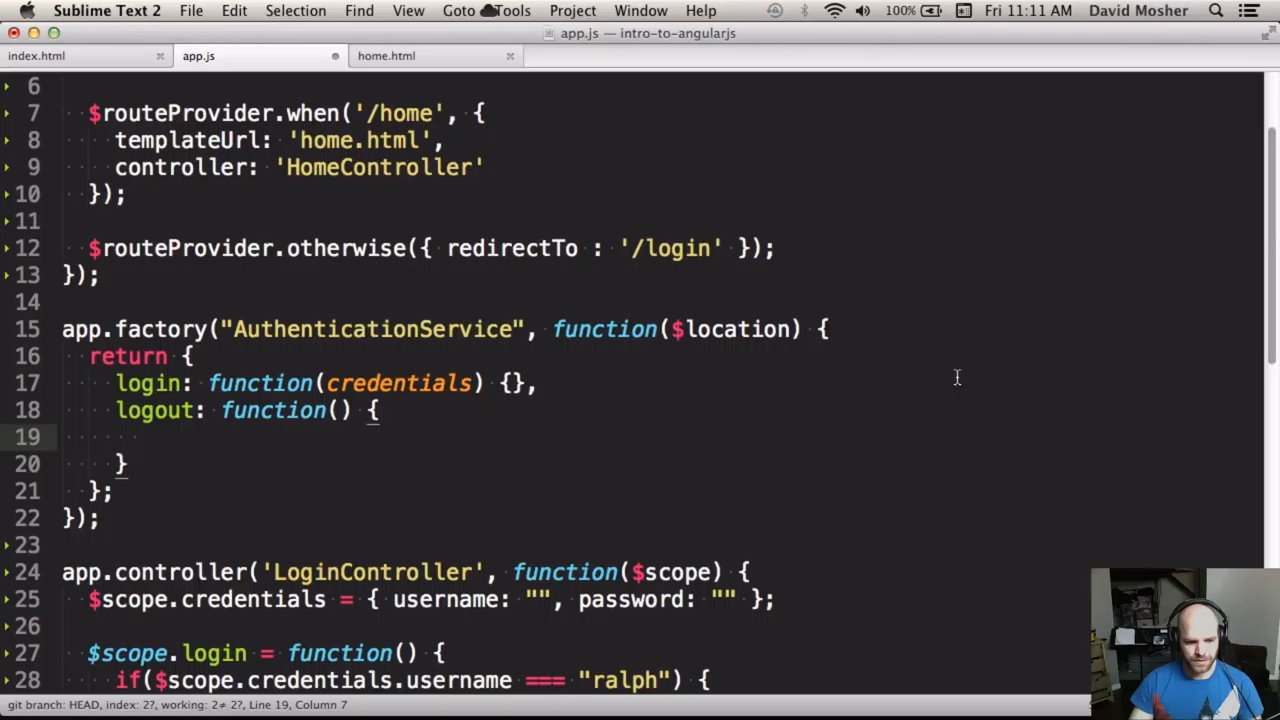 Sublime Text 2 File Edit Selection Find View Goto Tools Project Window Help 100% Fri 11:11 AM David Mosher
app.js — intro-to-angularjs
index.html app.js home.html
6
7 $routeProvider.when('/home', {
8 templateUrl: 'home.html',
9 controller: 'HomeController'
10 });
11
12 $routeProvider.otherwise({ redirectTo : '/login' });
13 });
14
15 app.factory("AuthenticationService", function($location) {
16 return {
17 login: function(credentials) {},
18 logout: function() {
19
20 }
21 };
22 });
23
24 app.controller('LoginController', function($scope) {
25 $scope.credentials = { username: "", password: "" };
26
27 $scope.login = function() {
28 if($scope.credentials.username === "ralph") {
git branch: HEAD, index: 2?, working: 2≠ 2?, Line 19, Column 7